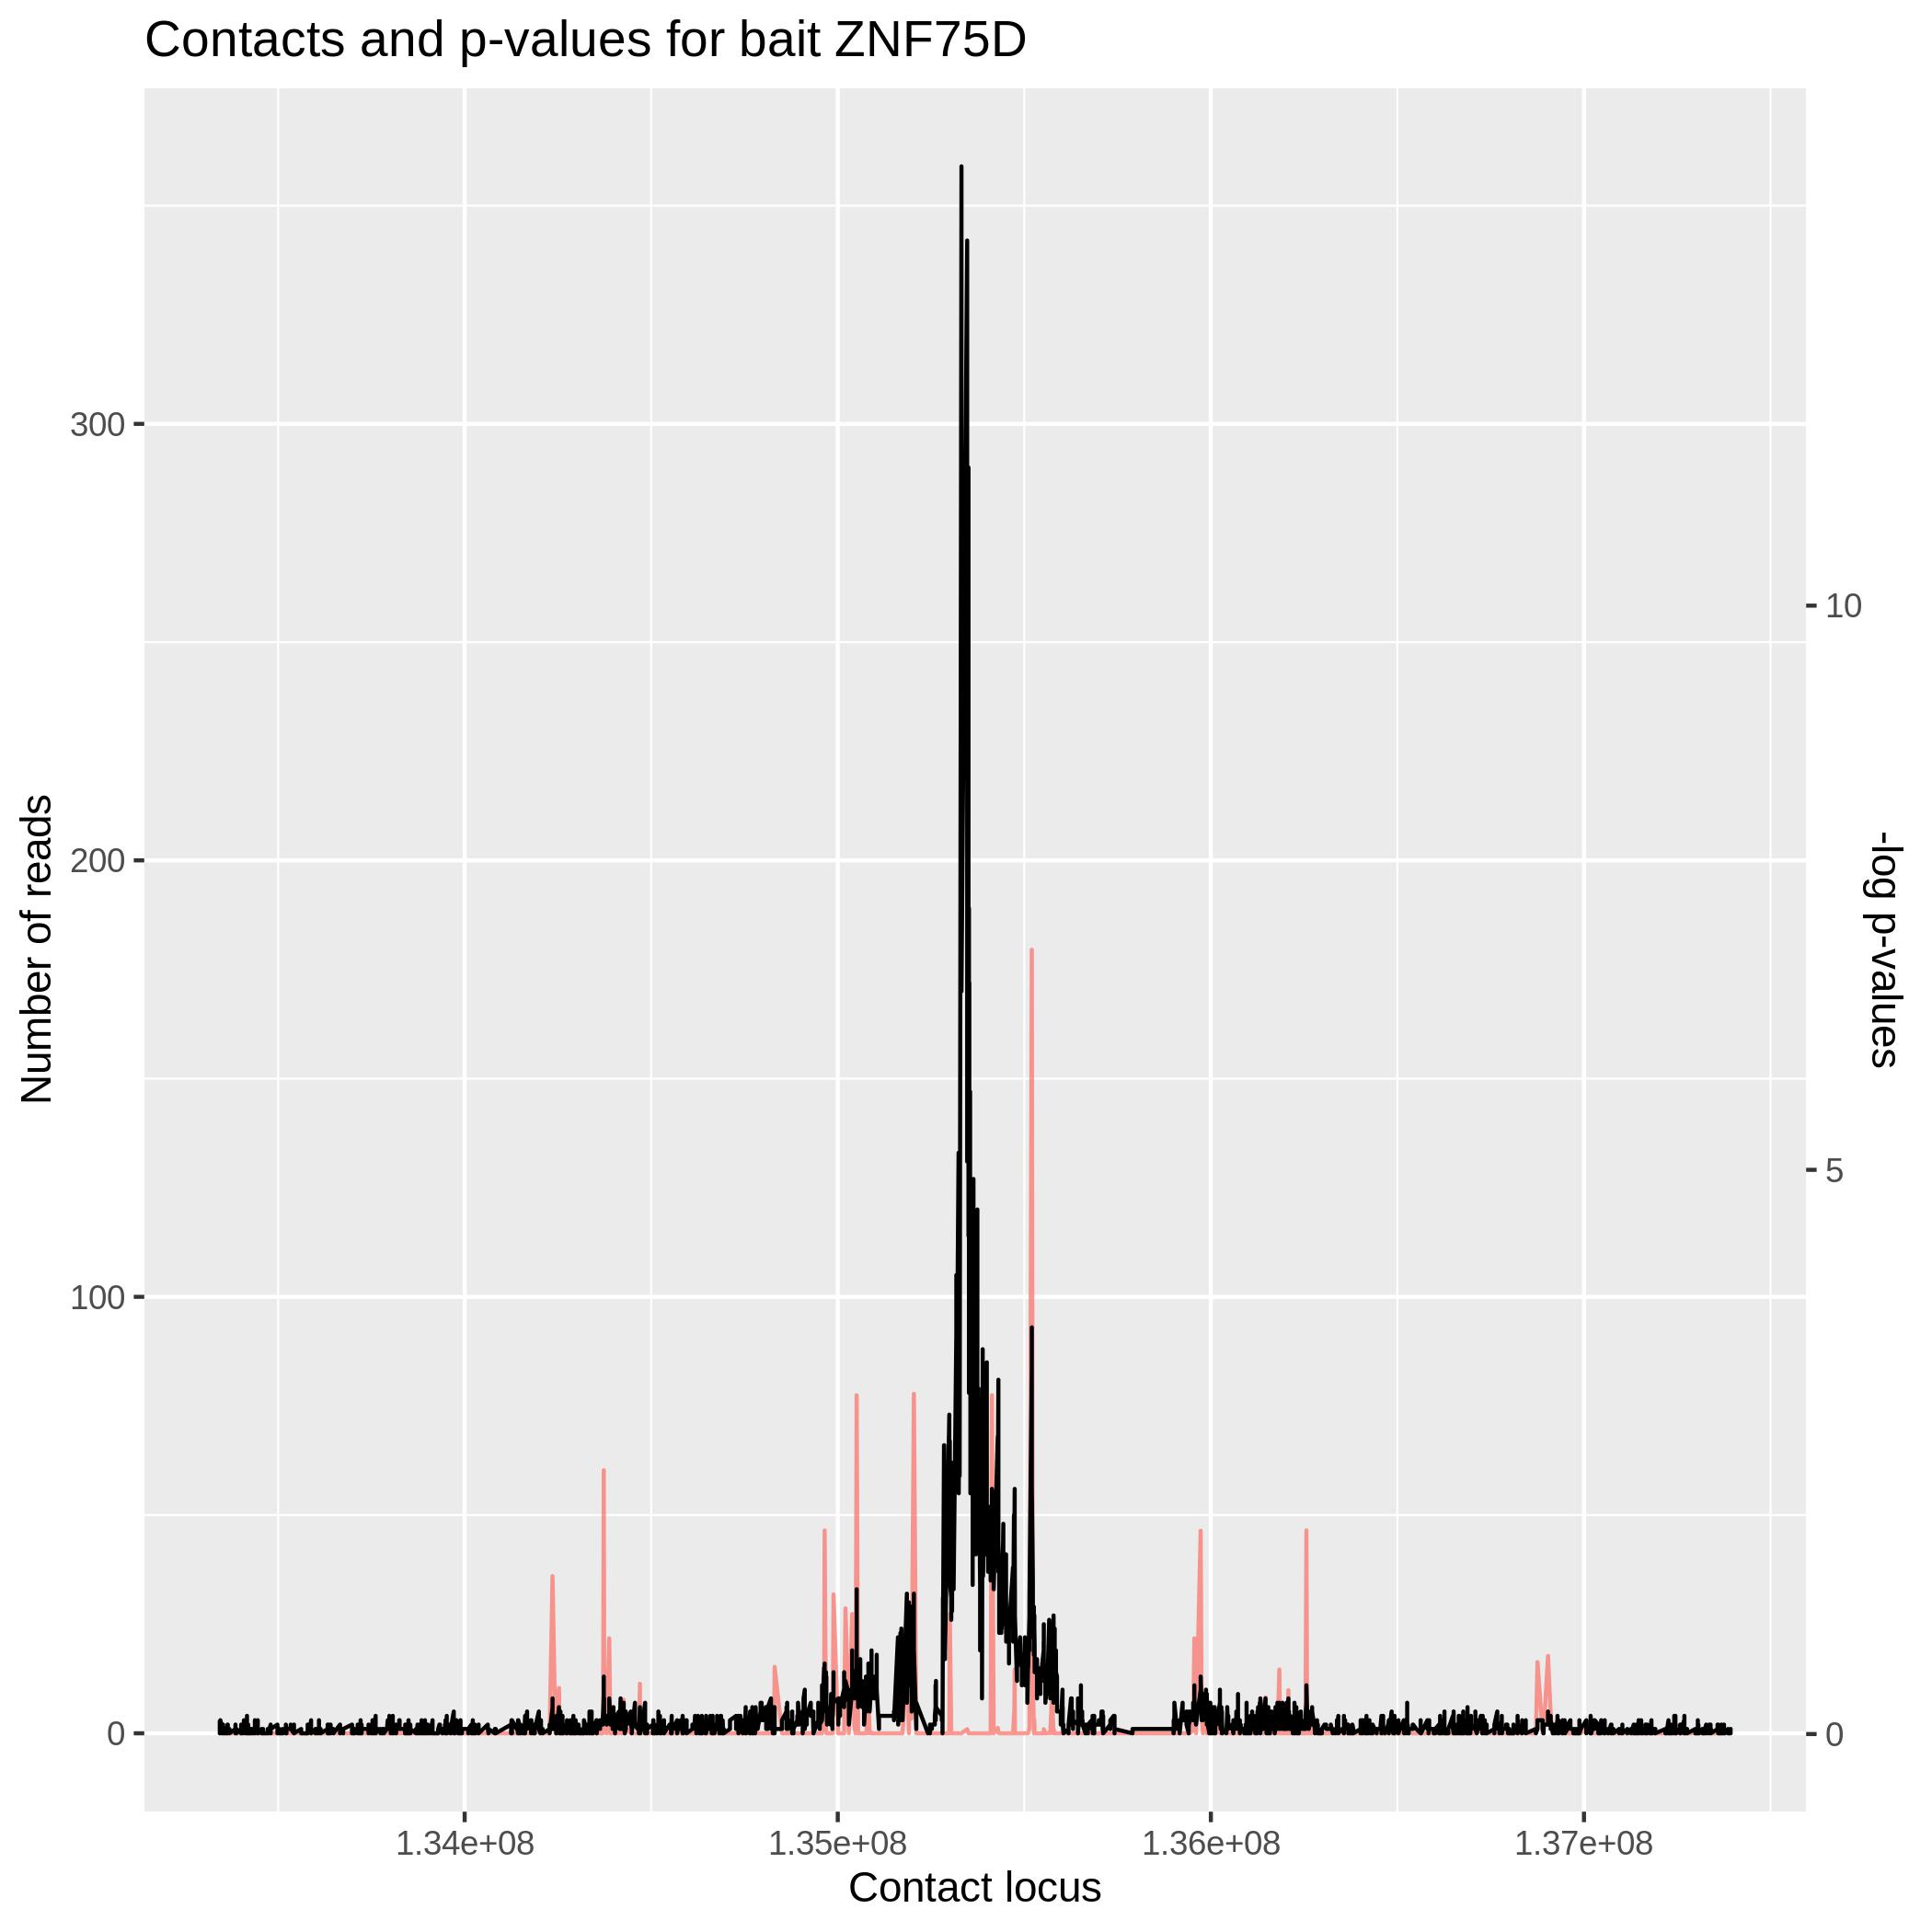 Contacts and p-values for bait ZNF75D
Number of reads
300
200
100
0
10
5
0
-log p-values
1.34e+08
1.35e+08
1.36e+08
1.37e+08
Contact locus